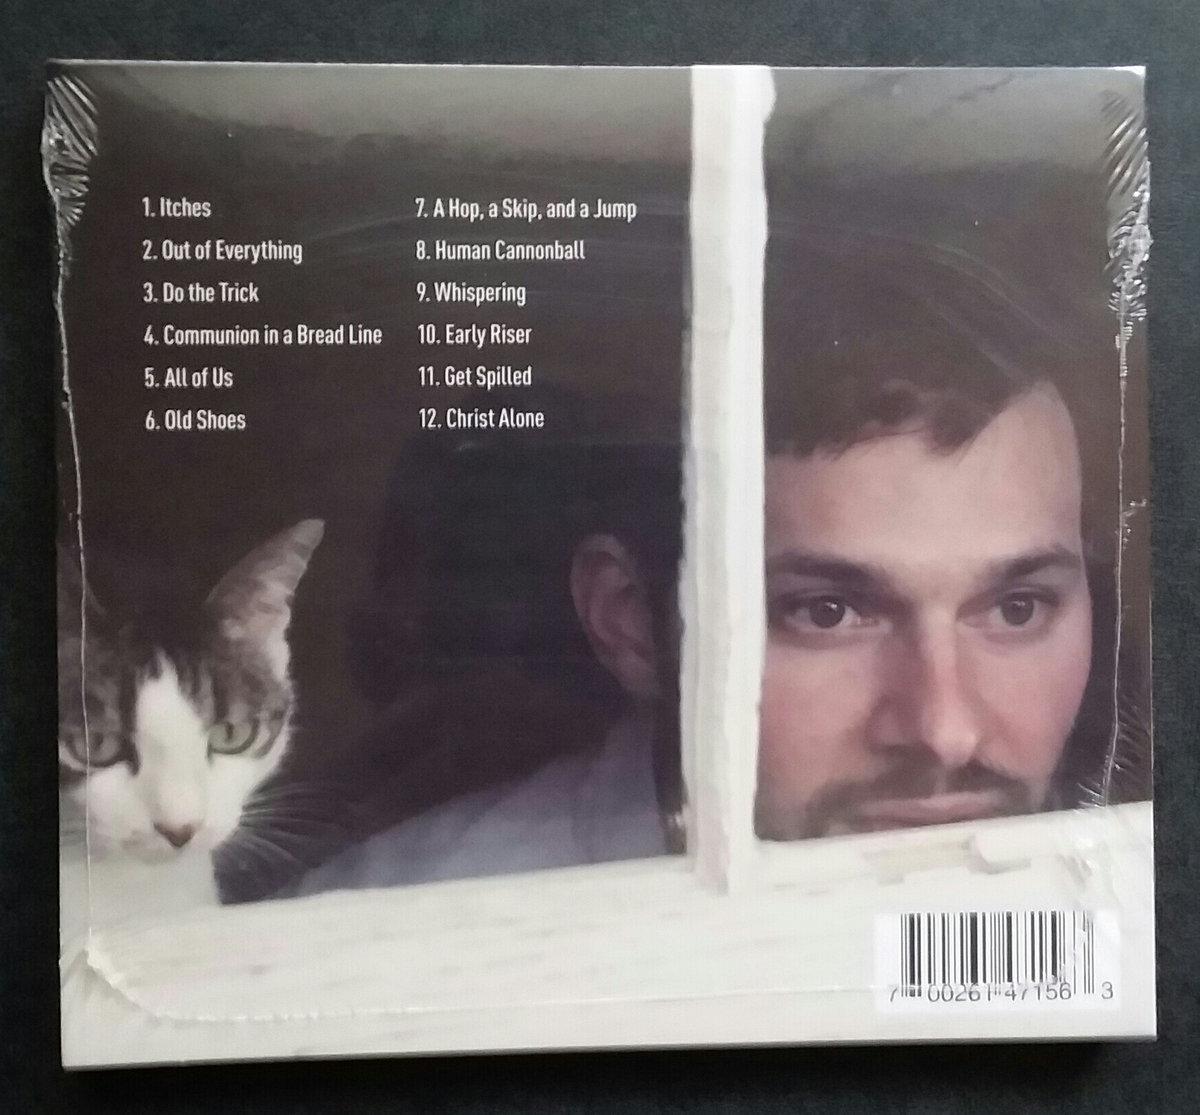 1. Itches
2. Out of Everything
3. Do the Trick
4. Communion in a Bread Line
5. All of Us
6. Old Shoes
7. A Hop, a Skip, and a Jump
8. Human Cannonball
9. Whispering
10. Early Riser
11. Get Spilled
12. Christ Alone
7 00261 47156 3